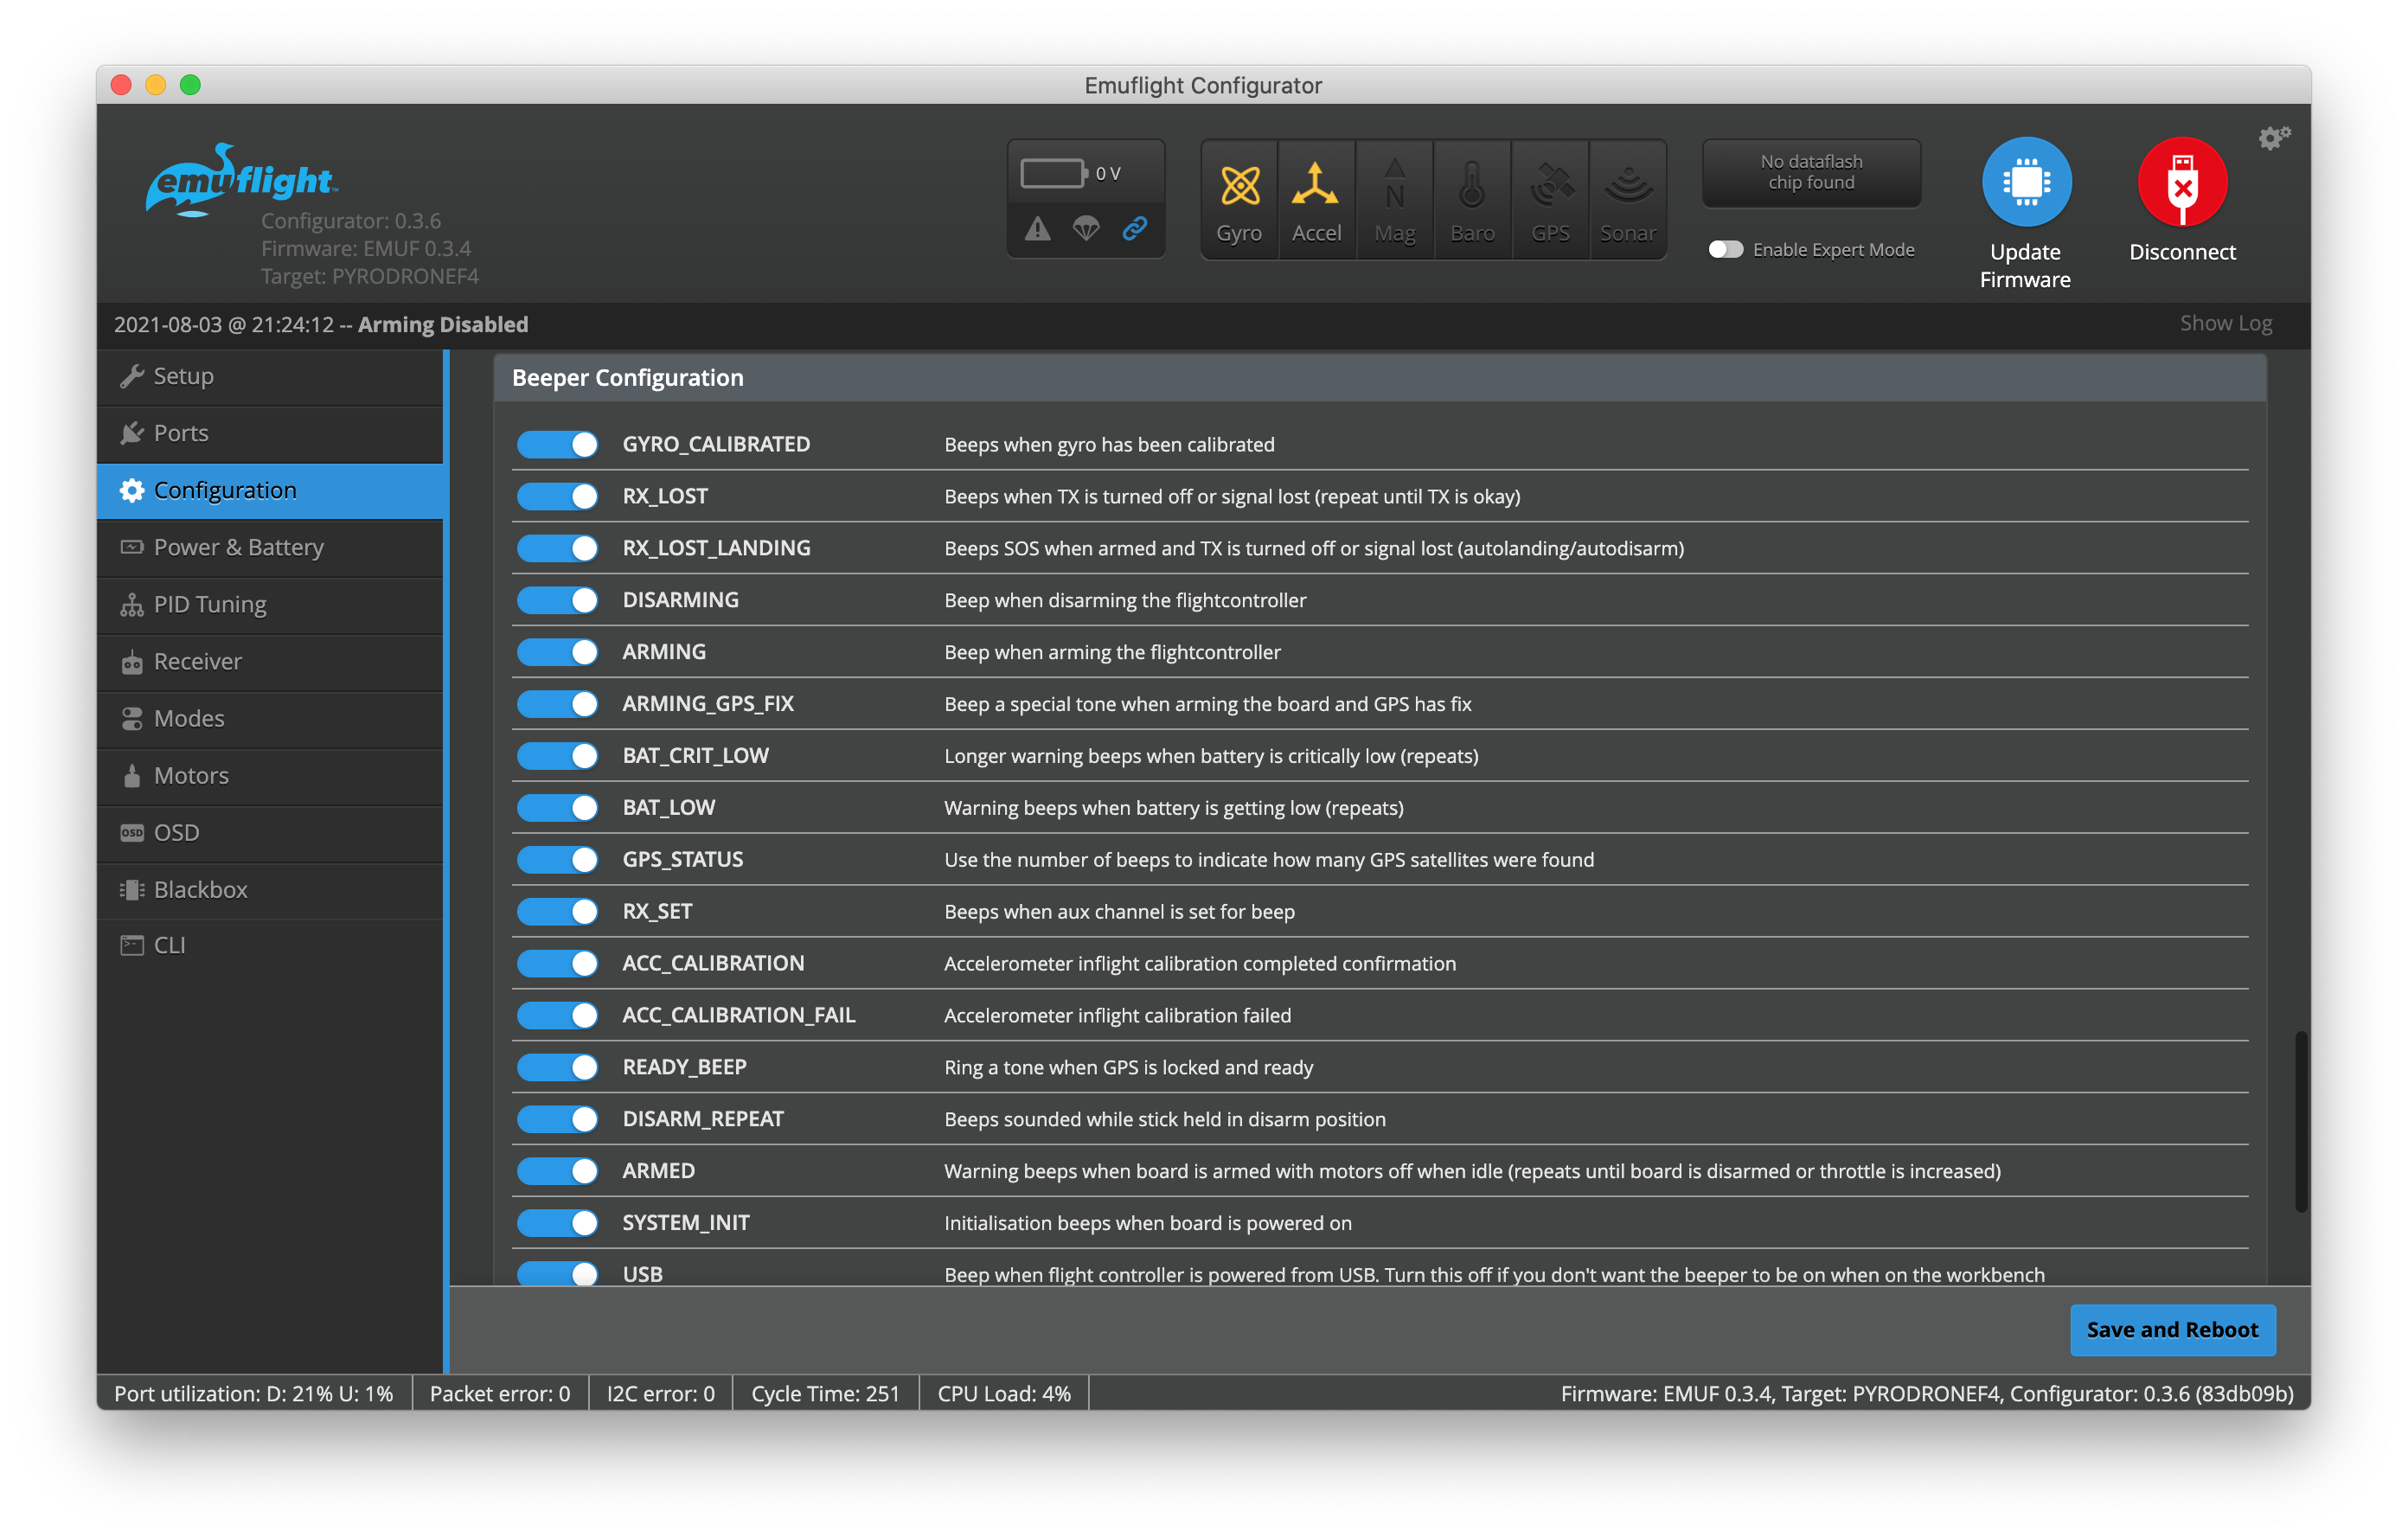 Emuflight Configurator
emuflight
Configurator: 0.3.6
Firmware: EMUF 0.3.4
Target: PYRODRONEF4
0 V
Gyro
Accel
N
Mag
Baro
GPS
Sonar
No dataflash
chip found
Enable Expert Mode
Update
Firmware
Disconnect
2021-08-03 @ 21:24:12 -- Arming Disabled
Show Log
Setup
Ports
Configuration
Power & Battery
PID Tuning
Receiver
Modes
Motors
OSD OSD
Blackbox
CLI
Beeper Configuration
GYRO_CALIBRATED Beeps when gyro has been calibrated
RX_LOST Beeps when TX is turned off or signal lost (repeat until TX is okay)
RX_LOST_LANDING Beeps SOS when armed and TX is turned off or signal lost (autolanding/autodisarm)
DISARMING Beep when disarming the flightcontroller
ARMING Beep when arming the flightcontroller
ARMING_GPS_FIX Beep a special tone when arming the board and GPS has fix
BAT_CRIT_LOW Longer warning beeps when battery is critically low (repeats)
BAT_LOW Warning beeps when battery is getting low (repeats)
GPS_STATUS Use the number of beeps to indicate how many GPS satellites were found
RX_SET Beeps when aux channel is set for beep
ACC_CALIBRATION Accelerometer inflight calibration completed confirmation
ACC_CALIBRATION_FAIL Accelerometer inflight calibration failed
READY_BEEP Ring a tone when GPS is locked and ready
DISARM_REPEAT Beeps sounded while stick held in disarm position
ARMED Warning beeps when board is armed with motors off when idle (repeats until board is disarmed or throttle is increased)
SYSTEM_INIT Initialisation beeps when board is powered on
USB Beep when flight controller is powered from USB. Turn this off if you don't want the beeper to be on when on the workbench
Save and Reboot
Port utilization: D: 21% U: 1% Packet error: 0 I2C error: 0 Cycle Time: 251 CPU Load: 4% Firmware: EMUF 0.3.4, Target: PYRODRONEF4, Configurator: 0.3.6 (83db09b)